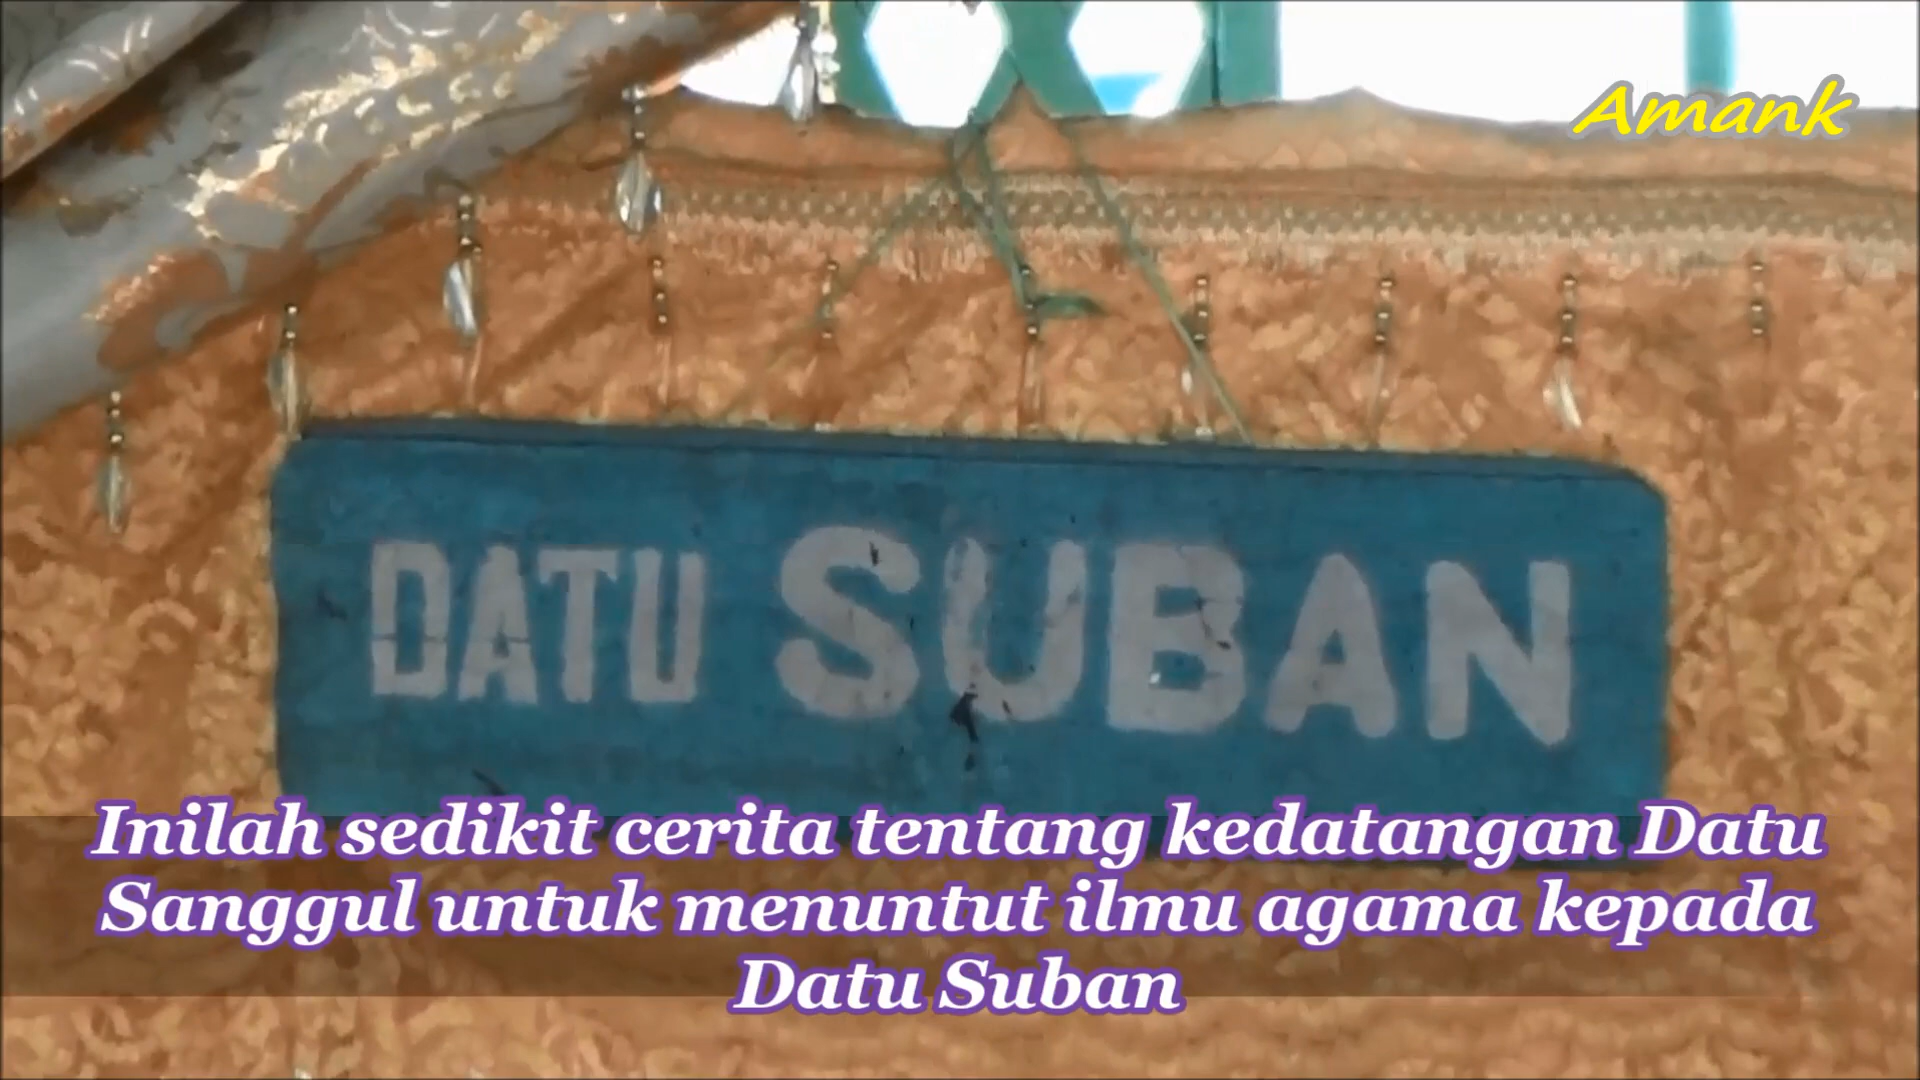 Amank
DATU SUBAN
Inilah sedikit cerita tentang kedatangan Datu
Sanggul untuk menuntut ilmu agama kepada
Datu Suban